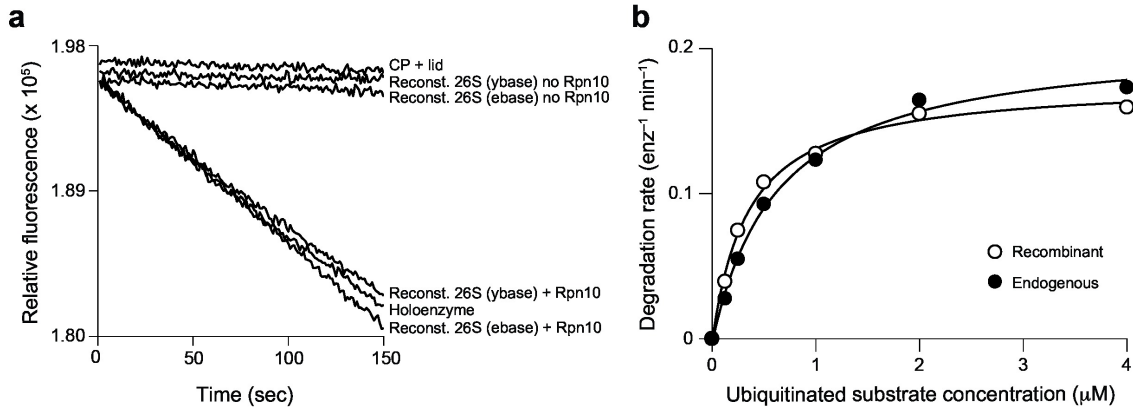 a
1.98
1.89
1.80
Relative fluorescence (x 10⁵)
0
50
100
150
Time (sec)
CP + lid
Reconst. 26S (ybase) no Rpn10
Reconst. 26S (ebase) no Rpn10
Reconst. 26S (ybase) + Rpn10
Holoenzyme
Reconst. 26S (ebase) + Rpn10
b
0.2
0.1
0
Degradation rate (enz⁻¹ min⁻¹)
0
1
2
3
4
Ubiquitinated substrate concentration (μM)
Recombinant
Endogenous